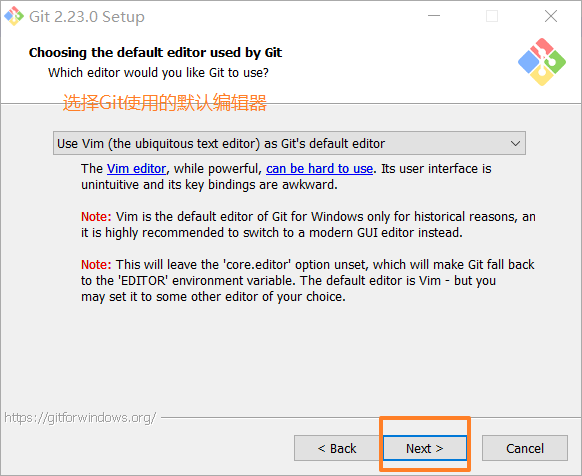 Git 2.23.0 Setup
Choosing the default editor used by Git
Which editor would you like Git to use?
选择Git使用的默认编辑器
Use Vim (the ubiquitous text editor) as Git's default editor
The Vim editor, while powerful, can be hard to use. Its user interface is
unintuitive and its key bindings are awkward.
Note: Vim is the default editor of Git for Windows only for historical reasons, an
it is highly recommended to switch to a modern GUI editor instead.
Note: This will leave the 'core.editor' option unset, which will make Git fall back
to the 'EDITOR' environment variable. The default editor is Vim - but you
may set it to some other editor of your choice.
https://gitforwindows.org/
< Back
Next >
Cancel